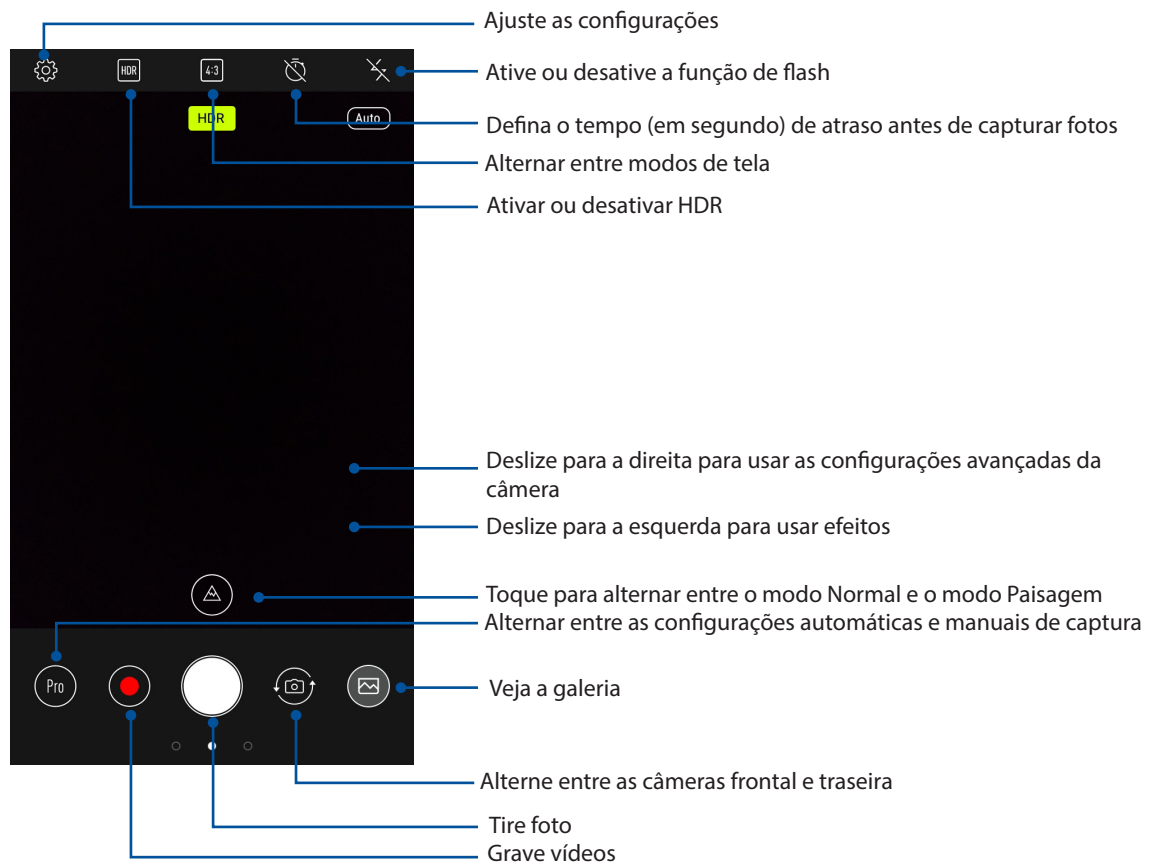 Ajuste as configurações
HDR
4:3
Ative ou desative a função de flash
HDR
Auto
Defina o tempo (em segundo) de atraso antes de capturar fotos
Alternar entre modos de tela
Ativar ou desativar HDR
Deslize para a direita para usar as configurações avançadas da
câmera
Deslize para a esquerda para usar efeitos
Toque para alternar entre o modo Normal e o modo Paisagem
Alternar entre as configurações automáticas e manuais de captura
Pro
Veja a galeria
Alterne entre as câmeras frontal e traseira
Tire foto
Grave vídeos